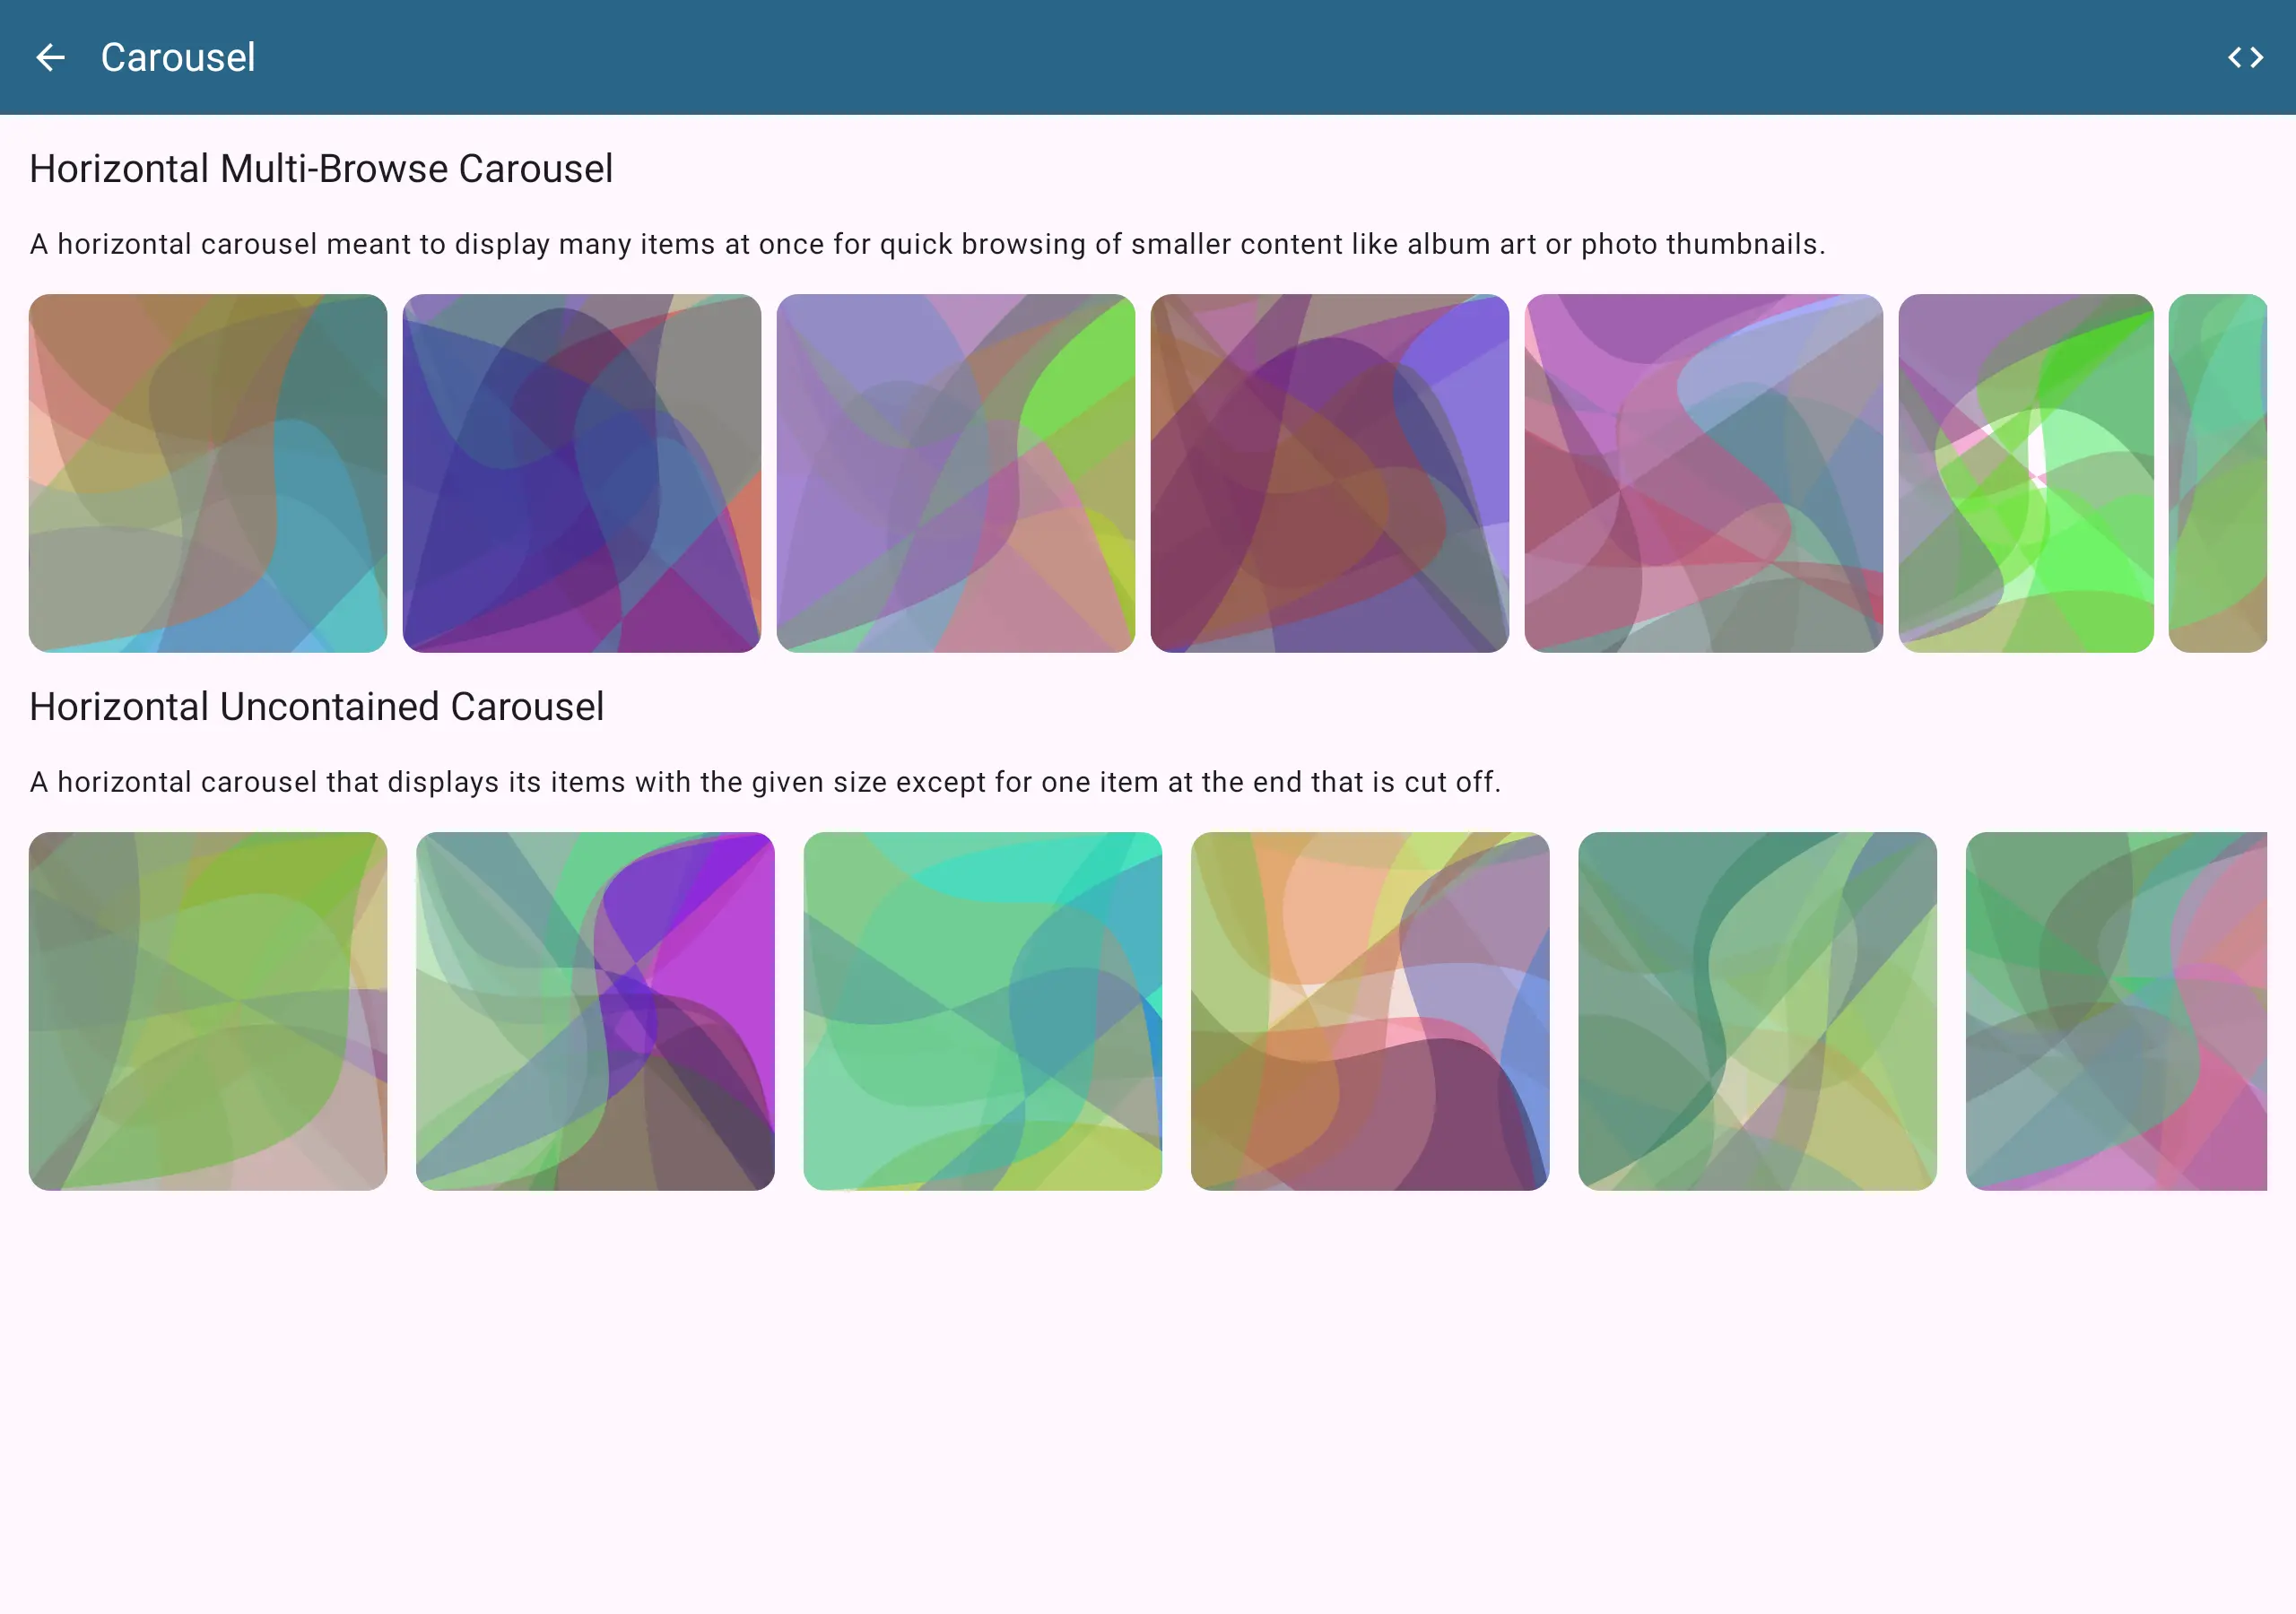 Carousel
Horizontal Multi-Browse Carousel
A horizontal carousel meant to display many items at once for quick browsing of smaller content like album art or photo thumbnails.
Horizontal Uncontained Carousel
A horizontal carousel that displays its items with the given size except for one item at the end that is cut off.